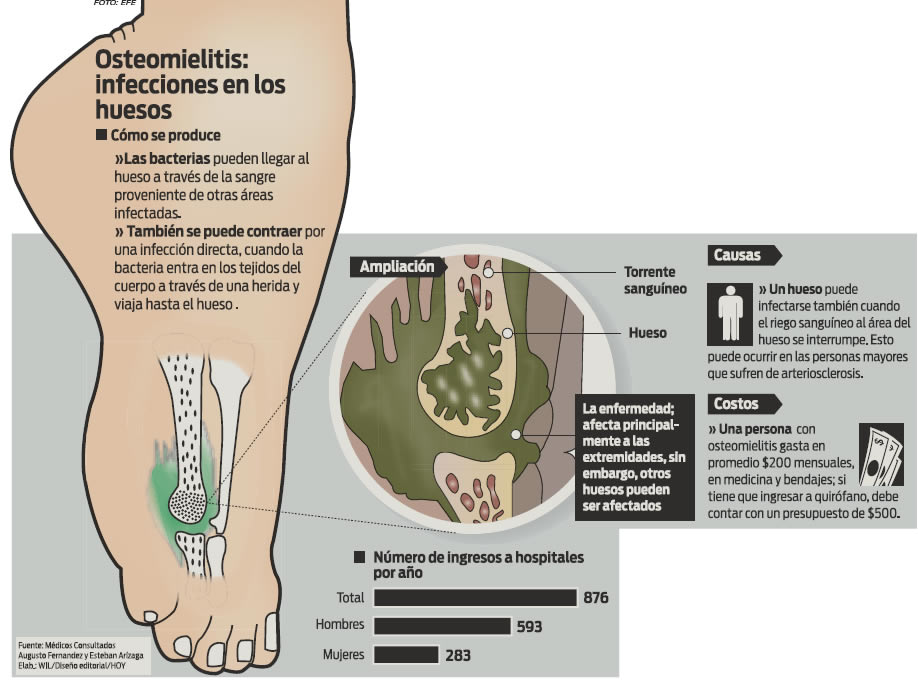 FOTO: EFE
Osteomielitis:
infecciones en los
huesos
■ Cómo se produce
»Las bacterias pueden llegar al
hueso a través de la sangre
proveniente de otras áreas
infectadas.
» También se puede contraer por
una infección directa, cuando la
bacteria entra en los tejidos del
cuerpo a través de una herida y
viaja hasta el hueso .
Ampliación
Torrente
sanguíneo
Hueso
La enfermedad;
afecta principal-
mente a las
extremidades, sin
embargo, otros
huesos pueden
ser afectados
Causas
» Un hueso puede
infectarse también cuando
el riego sanguíneo al área del
hueso se interrumpe. Esto
puede ocurrir en las personas mayores
que sufren de arteriosclerosis.
Costos
» Una persona con
osteomielitis gasta en
promedio $200 mensuales,
en medicina y bendajes; si
tiene que ingresar a quirófano, debe
contar con un presupuesto de $500.
■ Número de ingresos a hospitales
por año
Total 876
Hombres 593
Mujeres 283
Fuente: Médicos Consultados
Augusto Fernandez y Esteban Arízaga
Elab.: WIL/Diseño editorial/HOY